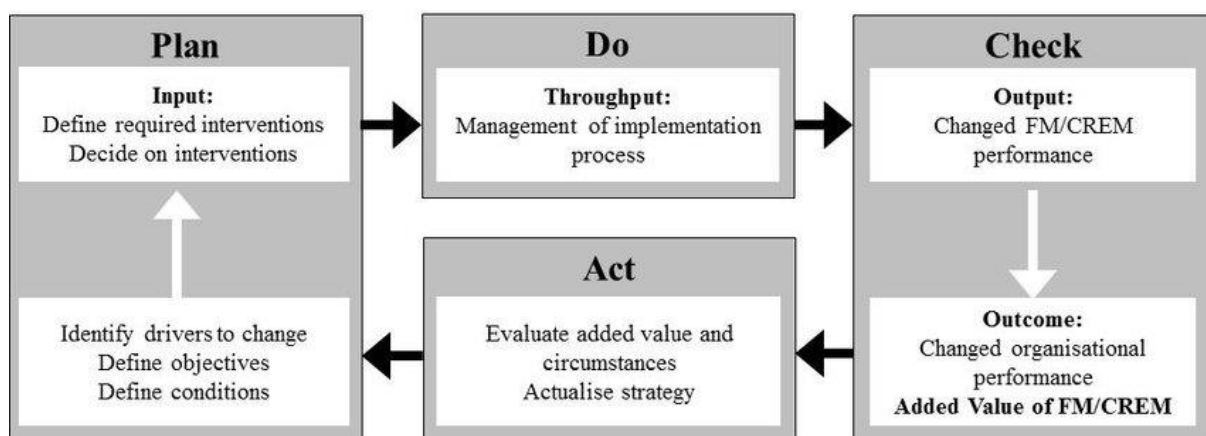 Plan
Input:
Define required interventions
Decide on interventions
Identify drivers to change
Define objectives
Define conditions
Do
Throughput:
Management of implementation
process
Check
Output:
Changed FM/CREM
performance
Outcome:
Changed organisational
performance
Added Value of FM/CREM
Act
Evaluate added value and
circumstances
Actualise strategy